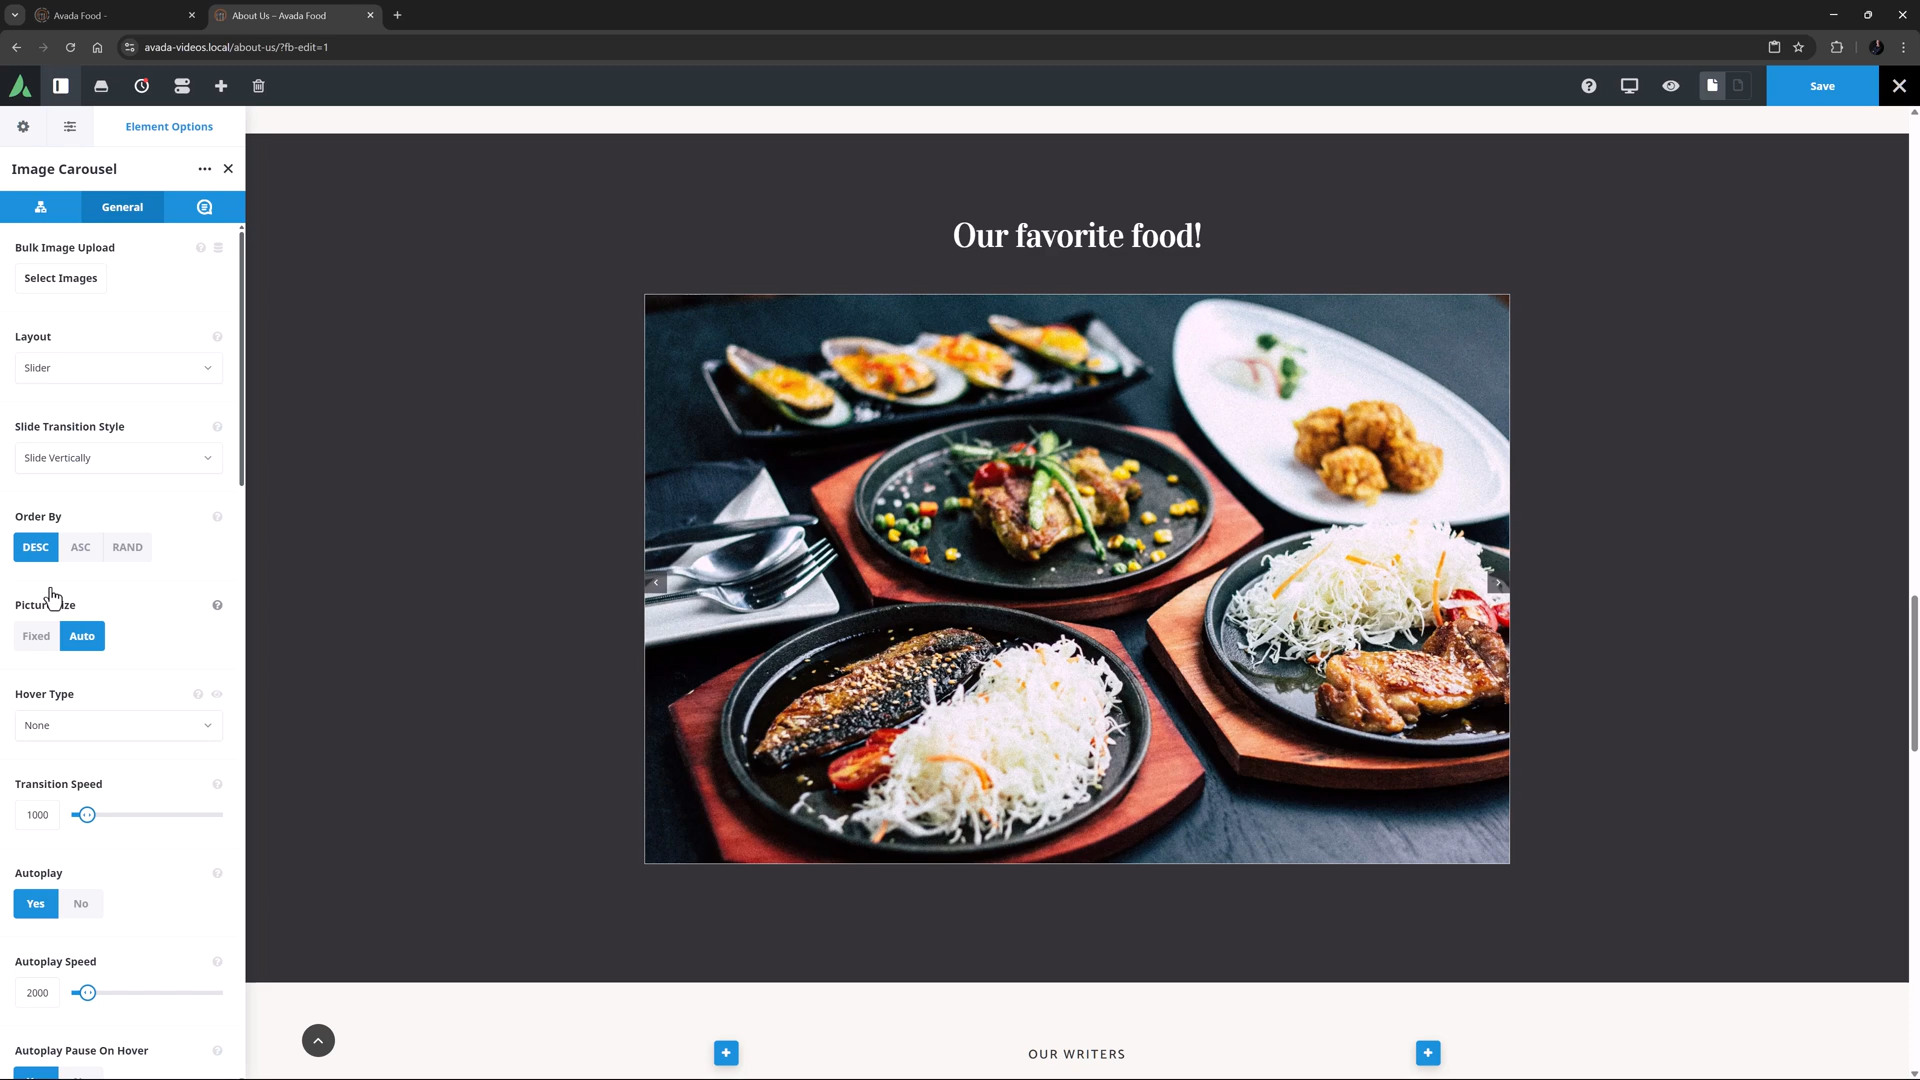 Avada Food -
About Us – Avada Food
avada-videos.local/about-us/?fb-edit=1
Save
Element Options
Image Carousel
General
Bulk Image Upload
Select Images
Layout
Slider
Slide Transition Style
Slide Vertically
Order By
DESC ASC RAND
Fixed Auto
Hover Type
None
Transition Speed
1000
Autoplay
Yes No
Autoplay Speed
2000
Autoplay Pause On Hover
Our favorite food!
OUR WRITERS